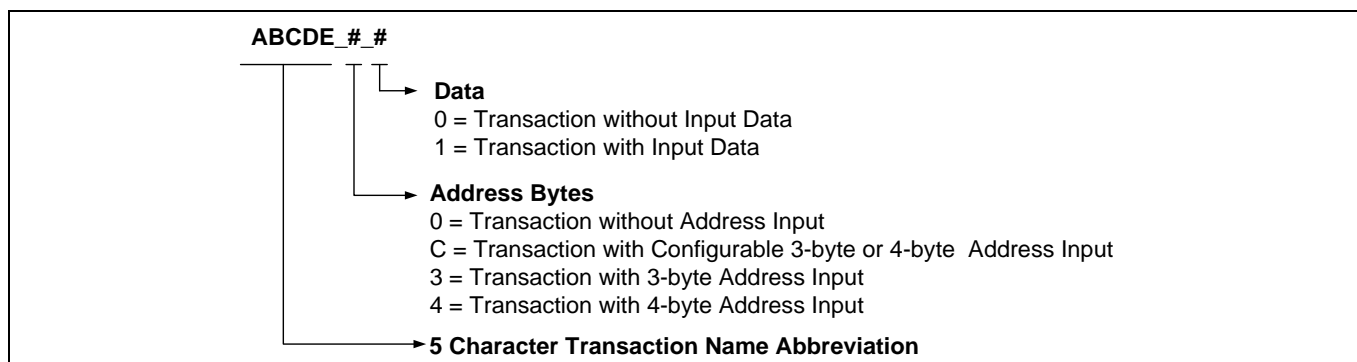 ABCDE_#_#
Data
0 = Transaction without Input Data
1 = Transaction with Input Data
Address Bytes
0 = Transaction without Address Input
C = Transaction with Configurable 3-byte or 4-byte Address Input
3 = Transaction with 3-byte Address Input
4 = Transaction with 4-byte Address Input
5 Character Transaction Name Abbreviation